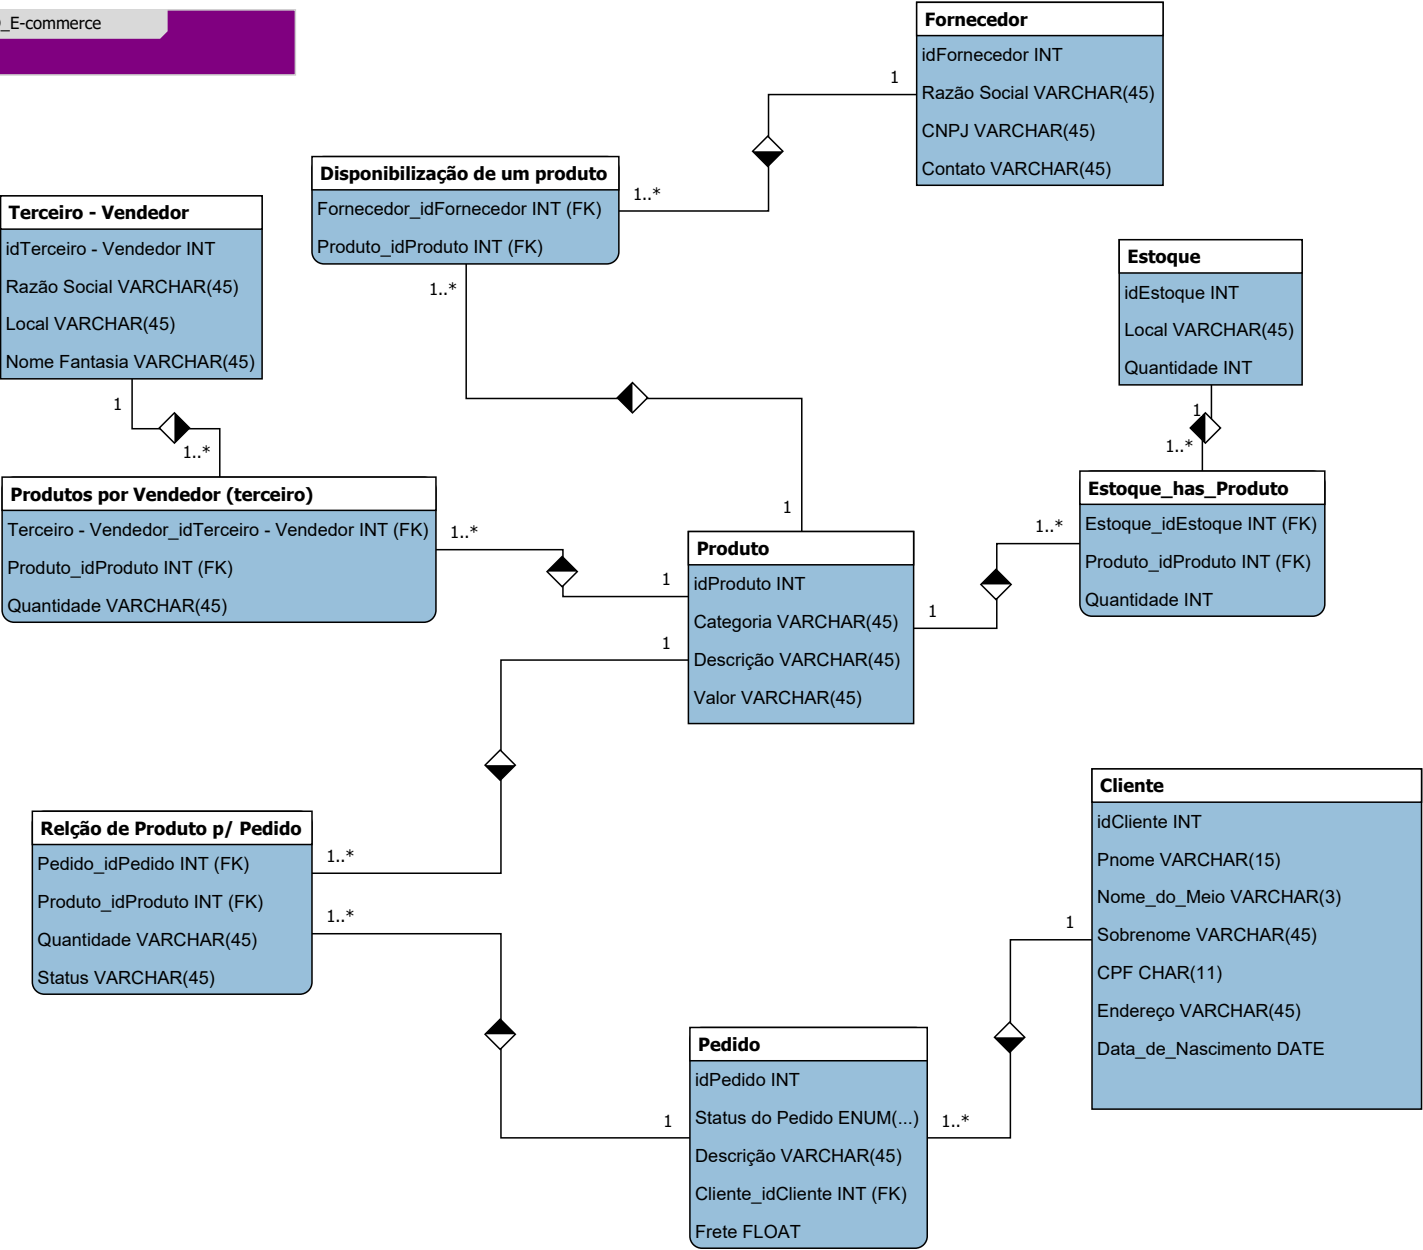 _E-commerce
Fornecedor
idFornecedor INT
Razão Social VARCHAR(45)
CNPJ VARCHAR(45)
Contato VARCHAR(45)
1
1..*
Disponibilização de um produto
Fornecedor_idFornecedor INT (FK)
Produto_idProduto INT (FK)
1..*
1
Terceiro - Vendedor
idTerceiro - Vendedor INT
Razão Social VARCHAR(45)
Local VARCHAR(45)
Nome Fantasia VARCHAR(45)
1
1..*
Estoque
idEstoque INT
Local VARCHAR(45)
Quantidade INT
1
1..*
Produtos por Vendedor (terceiro)
Terceiro - Vendedor_idTerceiro - Vendedor INT (FK)
Produto_idProduto INT (FK)
Quantidade VARCHAR(45)
1..*
1
Estoque_has_Produto
Estoque_idEstoque INT (FK)
Produto_idProduto INT (FK)
Quantidade INT
1..*
1
Produto
idProduto INT
Categoria VARCHAR(45)
Descrição VARCHAR(45)
Valor VARCHAR(45)
1
1..*
Relção de Produto p/ Pedido
Pedido_idPedido INT (FK)
Produto_idProduto INT (FK)
Quantidade VARCHAR(45)
Status VARCHAR(45)
1..*
1
Cliente
idCliente INT
Pnome VARCHAR(15)
Nome_do_Meio VARCHAR(3)
Sobrenome VARCHAR(45)
CPF CHAR(11)
Endereço VARCHAR(45)
Data_de_Nascimento DATE
1
1..*
Pedido
idPedido INT
Status do Pedido ENUM(...)
Descrição VARCHAR(45)
Cliente_idCliente INT (FK)
Frete FLOAT